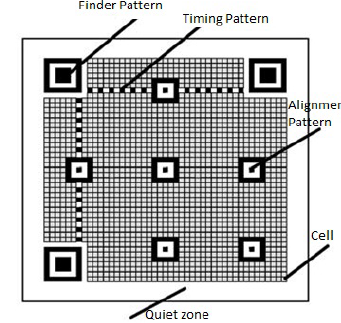 Finder Pattern
Timing Pattern
Alignmen
Pattern
Cell
Quiet zone